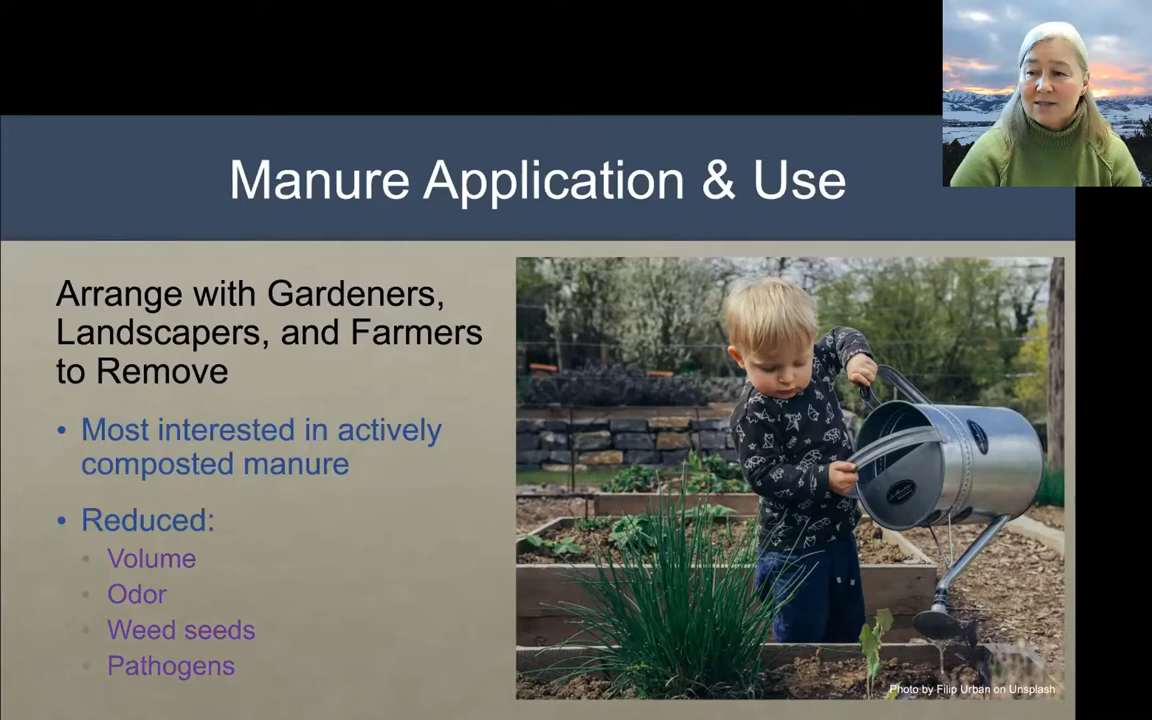 Manure Application & Use
Arrange with Gardeners,
Landscapers, and Farmers
to Remove
• Most interested in actively
composted manure
• Reduced:
• Volume
• Odor
• Weed seeds
• Pathogens
Photo by Filip Urban on Unsplash